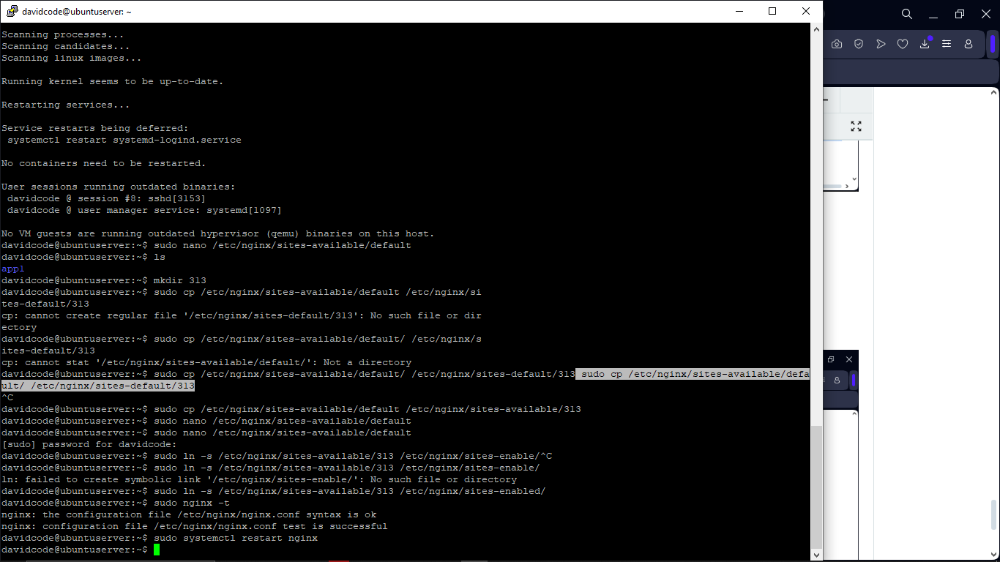 davidcode@ubuntuserver: ~
Scanning processes...
Scanning candidates...
Scanning linux images...
Running kernel seems to be up-to-date.
Restarting services...
Service restarts being deferred:
 systemctl restart systemd-logind.service
No containers need to be restarted.
User sessions running outdated binaries:
 davidcode @ session #8: sshd[3153]
 davidcode @ user manager service: systemd[1097]
No VM guests are running outdated hypervisor (qemu) binaries on this host.
davidcode@ubuntuserver:~$ sudo nano /etc/nginx/sites-available/default
davidcode@ubuntuserver:~$ ls
app1
davidcode@ubuntuserver:~$ mkdir 313
davidcode@ubuntuserver:~$ sudo cp /etc/nginx/sites-available/default /etc/nginx/si
tes-default/313
cp: cannot create regular file '/etc/nginx/sites-default/313': No such file or dir
ectory
davidcode@ubuntuserver:~$ sudo cp /etc/nginx/sites-available/default/ /etc/nginx/s
ites-default/313
cp: cannot stat '/etc/nginx/sites-available/default/': Not a directory
davidcode@ubuntuserver:~$ sudo cp /etc/nginx/sites-available/default/ /etc/nginx/sites-default/313 sudo cp /etc/nginx/sites-available/defa
ult/ /etc/nginx/sites-default/313
^C
davidcode@ubuntuserver:~$ sudo cp /etc/nginx/sites-available/default /etc/nginx/sites-available/313
davidcode@ubuntuserver:~$ sudo nano /etc/nginx/sites-available/default
davidcode@ubuntuserver:~$ sudo nano /etc/nginx/sites-available/default
[sudo] password for davidcode:
davidcode@ubuntuserver:~$ sudo ln -s /etc/nginx/sites-available/313 /etc/nginx/sites-enable/^C
davidcode@ubuntuserver:~$ sudo ln -s /etc/nginx/sites-available/313 /etc/nginx/sites-enable/
ln: failed to create symbolic link '/etc/nginx/sites-enable/': No such file or directory
davidcode@ubuntuserver:~$ sudo ln -s /etc/nginx/sites-available/313 /etc/nginx/sites-enabled/
davidcode@ubuntuserver:~$ sudo nginx -t
nginx: the configuration file /etc/nginx/nginx.conf syntax is ok
nginx: configuration file /etc/nginx/nginx.conf test is successful
davidcode@ubuntuserver:~$ sudo systemctl restart nginx
davidcode@ubuntuserver:~$